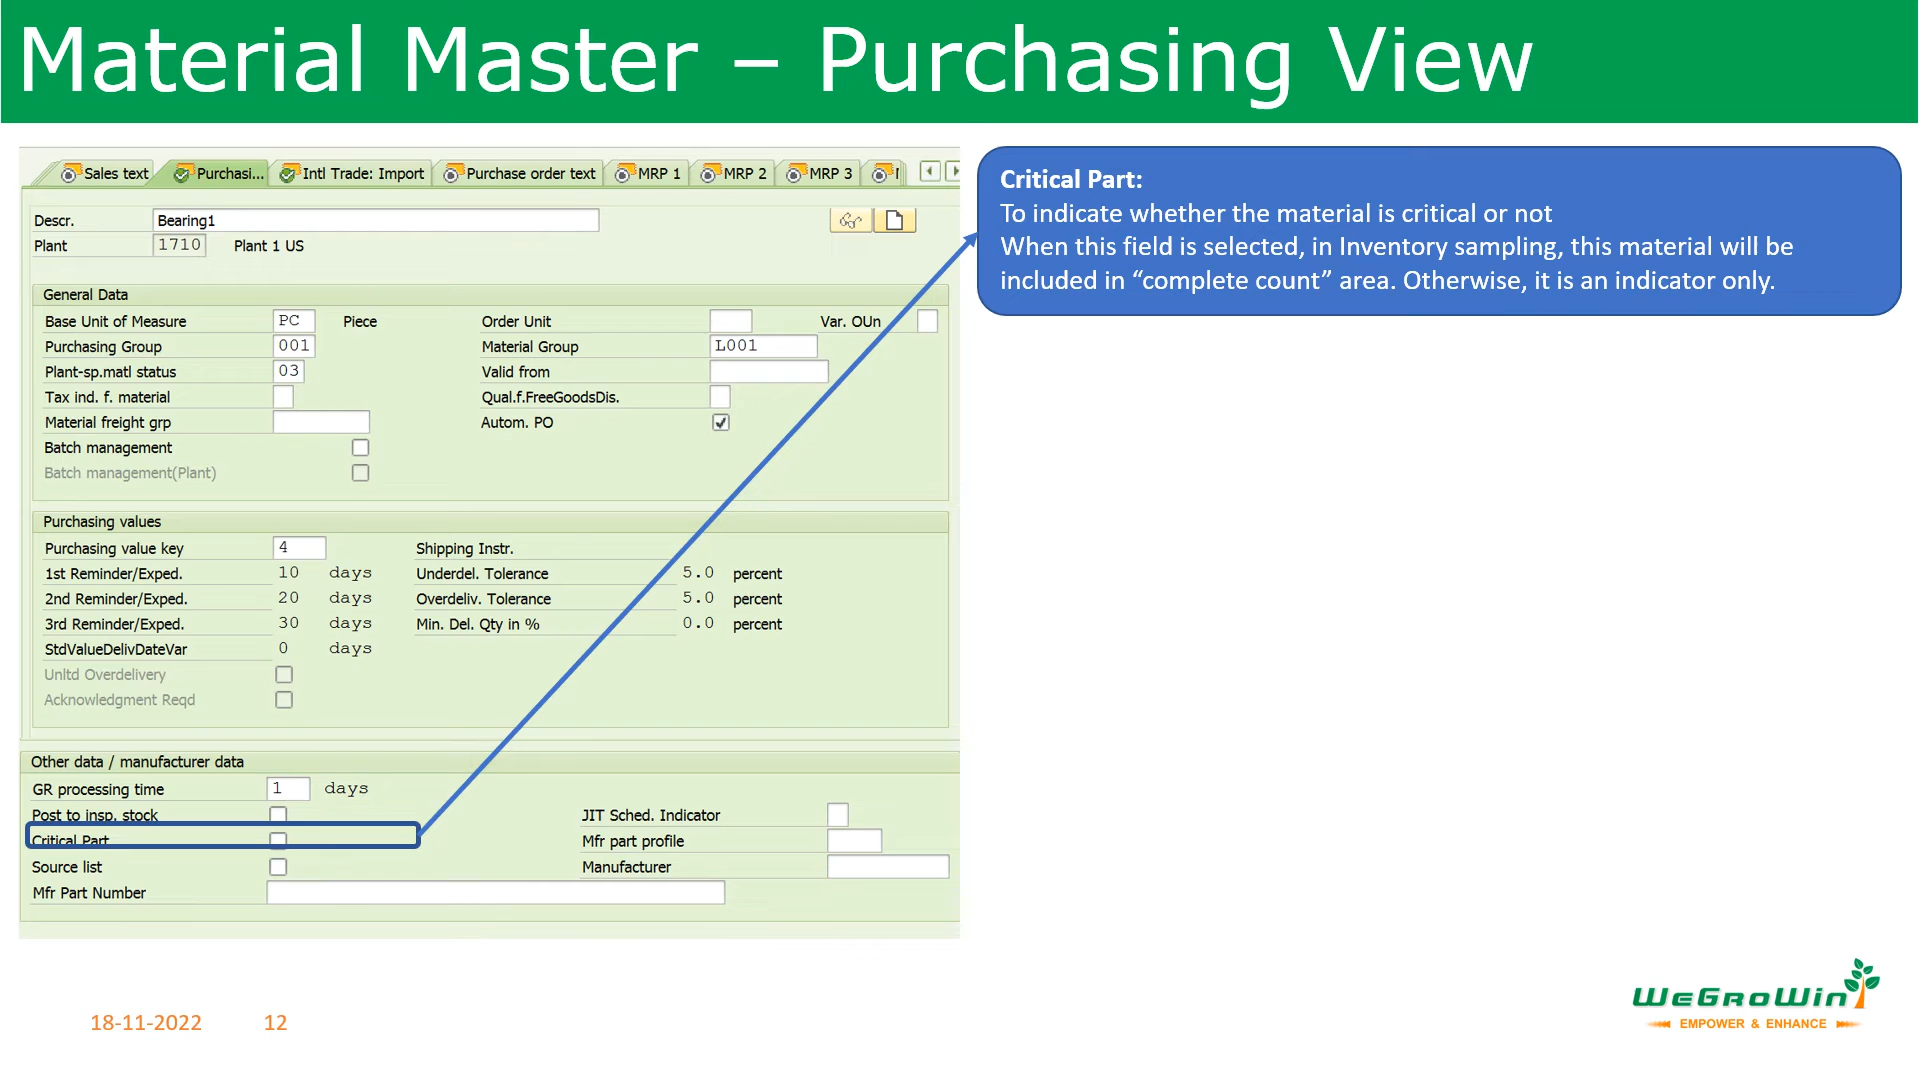 Material Master – Purchasing View
Sales text Purchasi... Intl Trade: Import Purchase order text MRP 1 MRP 2 MRP 3
Descr. Bearing1
Plant 1710 Plant 1 US
General Data
Base Unit of Measure PC Piece Order Unit Var. OUn
Purchasing Group 001 Material Group L001
Plant-sp.matl status 03 Valid from
Tax ind. f. material Qual.f.FreeGoodsDis.
Material freight grp Autom. PO
Batch management
Batch management(Plant)
Purchasing values
Purchasing value key 4 Shipping Instr.
1st Reminder/Exped. 10 days Underdel. Tolerance 5.0 percent
2nd Reminder/Exped. 20 days Overdeliv. Tolerance 5.0 percent
3rd Reminder/Exped. 30 days Min. Del. Qty in % 0.0 percent
StdValueDelivDateVar 0 days
Unltd Overdelivery
Acknowledgment Reqd
Other data / manufacturer data
GR processing time 1 days
Post to insp. stock JIT Sched. Indicator
Critical Part Mfr part profile
Source list Manufacturer
Mfr Part Number
Critical Part:
To indicate whether the material is critical or not
When this field is selected, in Inventory sampling, this material will be
included in “complete count” area. Otherwise, it is an indicator only.
18-11-2022 12
WeGroWin
EMPOWER & ENHANCE